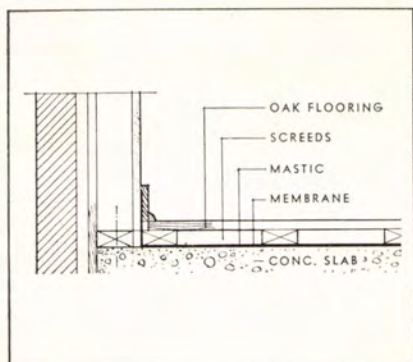 OAK FLOORING
SCREEDS
MASTIC
MEMBRANE
CONC. SLAB